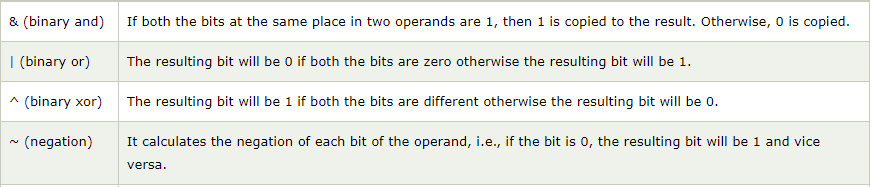 & (binary and) If both the bits at the same place in two operands are 1, then 1 is copied to the result. Otherwise, 0 is copied.
| (binary or) The resulting bit will be 0 if both the bits are zero otherwise the resulting bit will be 1.
^ (binary xor) The resulting bit will be 1 if both the bits are different otherwise the resulting bit will be 0.
~ (negation) It calculates the negation of each bit of the operand, i.e., if the bit is 0, the resulting bit will be 1 and vice
versa.